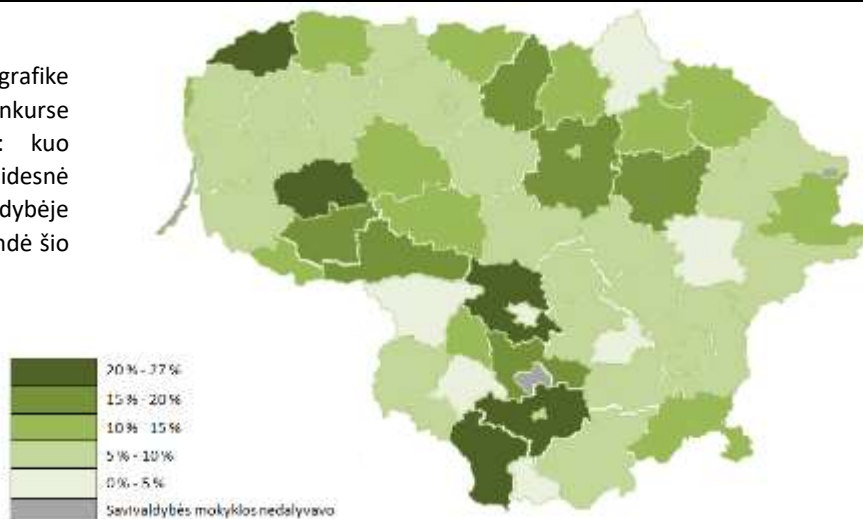 grafike
nkurse
: kuo
idesnė
dybėje
ndė šio
20 % - 27 %
15 % - 20 %
10 % - 15 %
5 % - 10 %
0 % - 5 %
Savivaldybės mokyklos nedalyvavo